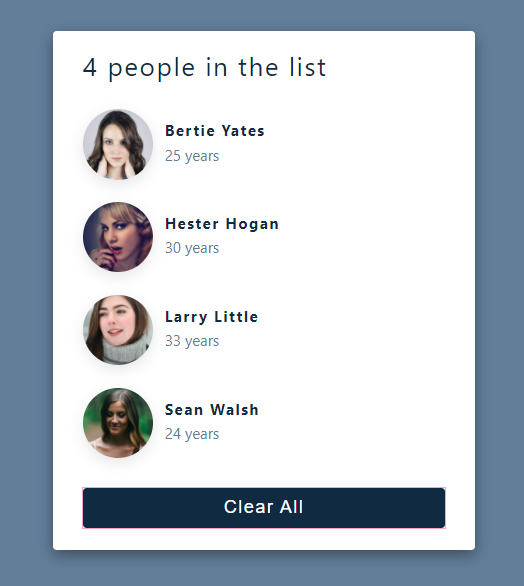 4 people in the list
Bertie Yates
25 years
Hester Hogan
30 years
Larry Little
33 years
Sean Walsh
24 years
Clear All